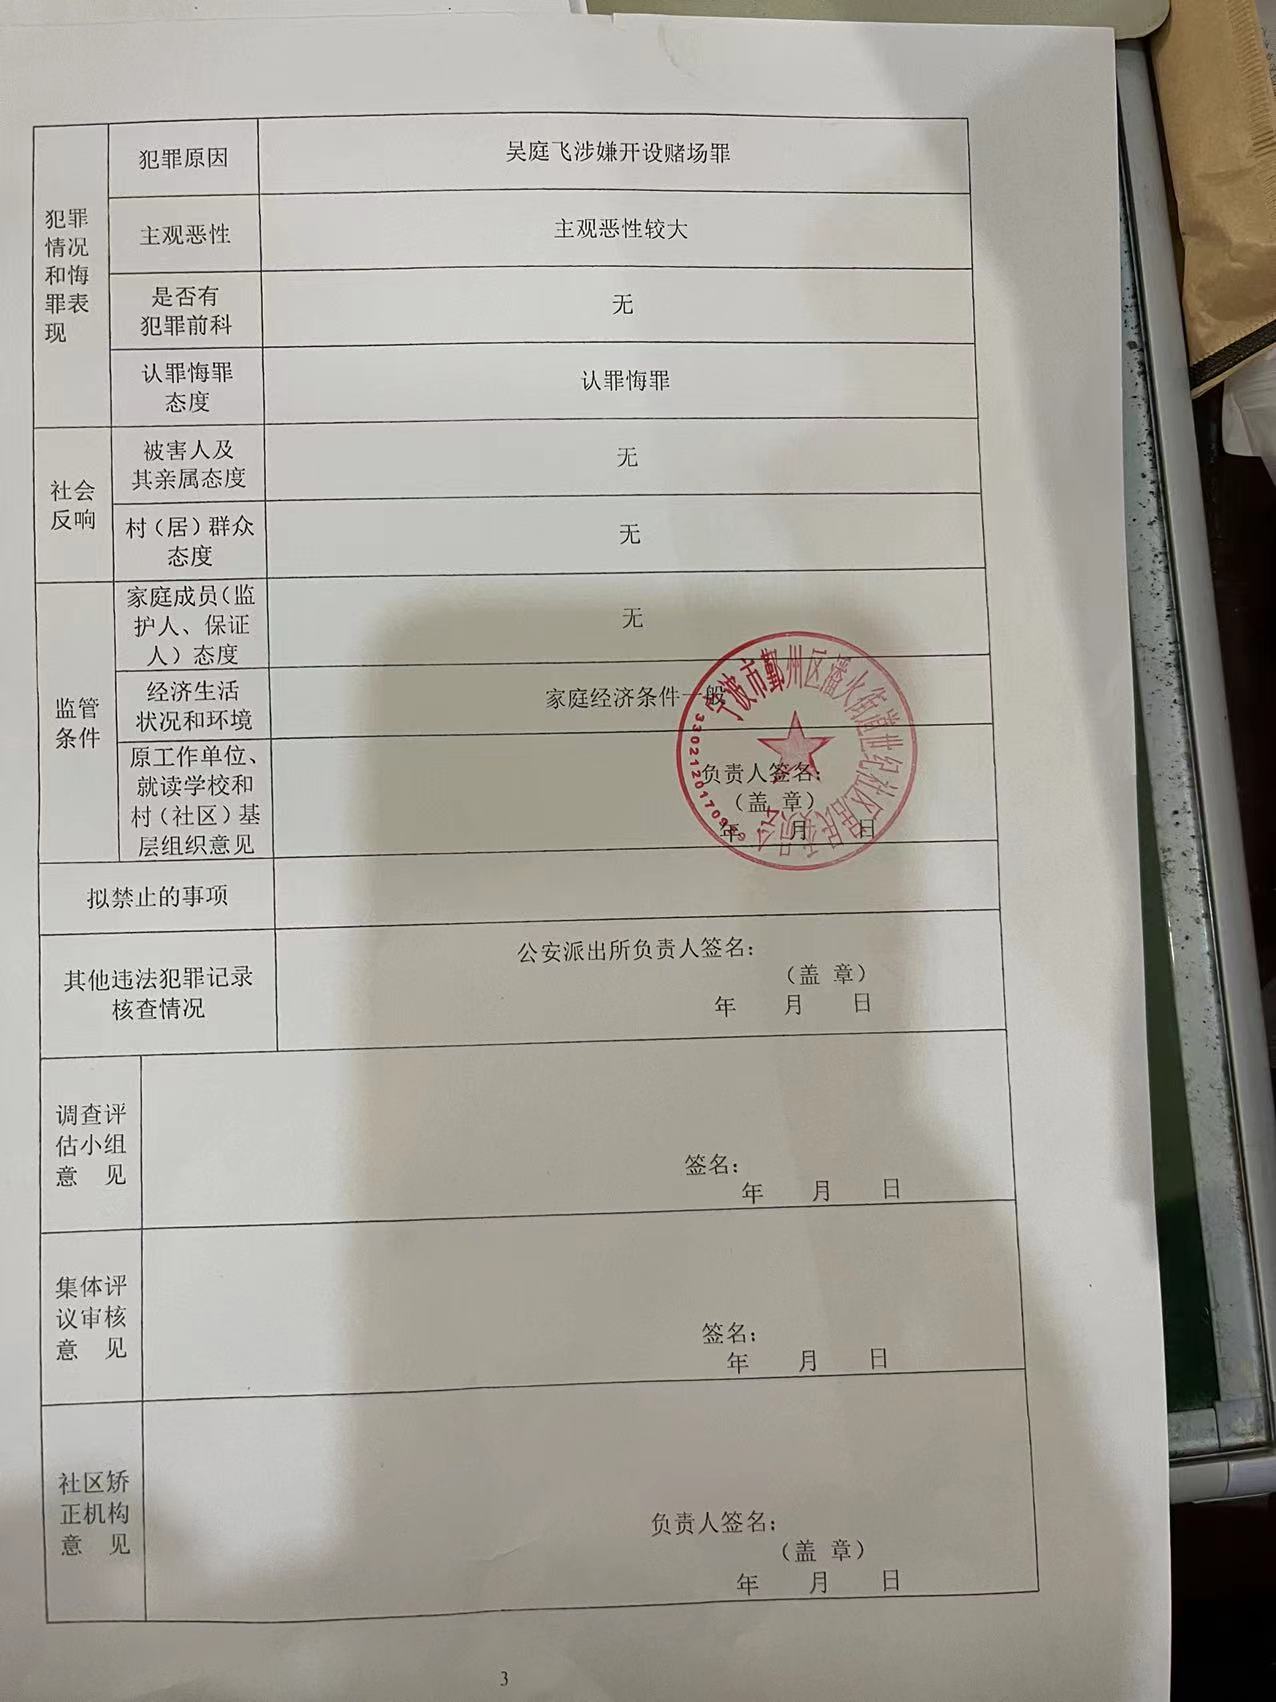 犯罪
情况
和悔
罪表
现
犯罪原因
吴庭飞涉嫌开设赌场罪
主观恶性
主观恶性较大
是否有
犯罪前科
无
认罪悔罪
态度
认罪悔罪
社会
反响
被害人及
其亲属态度
无
村（居）群众
态度
无
监管
条件
家庭成员（监
护人、保证
人）态度
无
经济生活
状况和环境
家庭经济条件一般
原工作单位、
就读学校和
村（社区）基
层组织意见
负责人签名：
（盖 章）
年 月 日
宁波市鄞州区潘火街道世纪社区居民委员会
拟禁止的事项
其他违法犯罪记录
核查情况
公安派出所负责人签名：
（盖 章）
年 月 日
调查评
估小组
意 见
签名：
年 月 日
集体评
议审核
意 见
签名：
年 月 日
社区矫
正机构
意 见
负责人签名：
（盖 章）
年 月 日
3